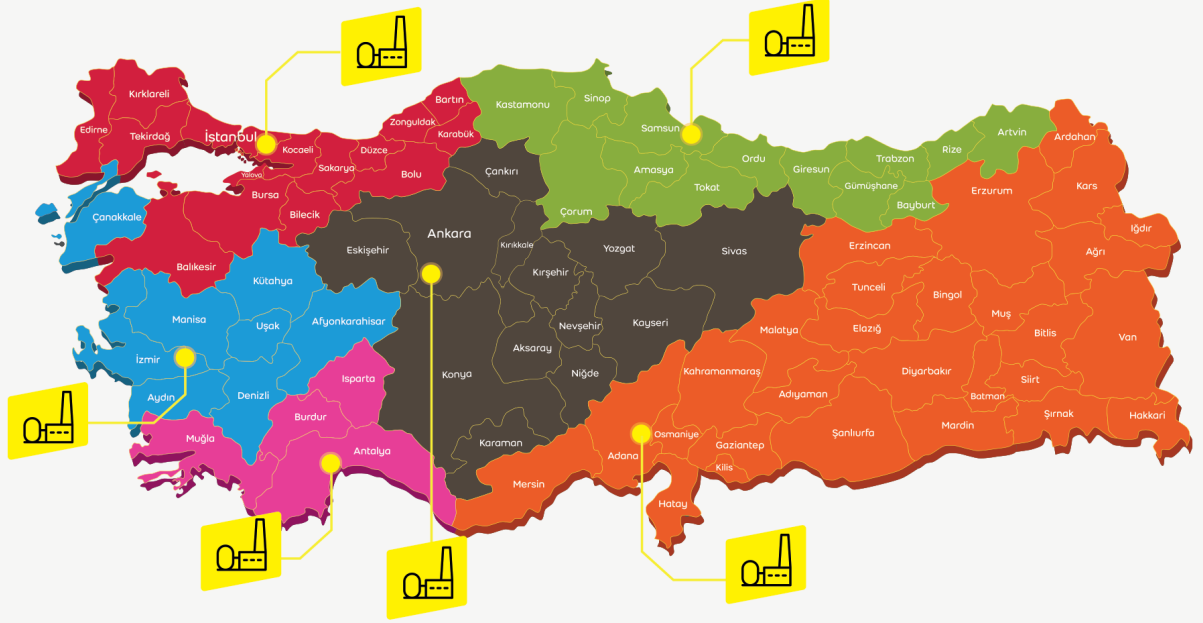 Kırklareli
Edirne
Tekirdağ
İstanbul
Kocaeli
Yalova
Sakarya
Düzce
Zonguldak
Bartın
Karabük
Bolu
Bursa
Bilecik
Balıkesir
Çanakkale
Kastamonu
Sinop
Samsun
Amasya
Tokat
Çorum
Ordu
Giresun
Trabzon
Gümüşhane
Bayburt
Rize
Artvin
Çankırı
Ankara
Eskişehir
Kırıkkale
Kırşehir
Yozgat
Sivas
Nevşehir
Kayseri
Aksaray
Niğde
Konya
Karaman
Kütahya
Manisa
Uşak
Afyonkarahisar
İzmir
Aydın
Denizli
Isparta
Burdur
Muğla
Antalya
Ardahan
Kars
Iğdır
Ağrı
Erzurum
Erzincan
Tunceli
Bingol
Elazığ
Malatya
Muş
Bitlis
Van
Kahramanmaraş
Adıyaman
Diyarbakır
Batman
Siirt
Şırnak
Hakkari
Mardin
Şanlıurfa
Gaziantep
Kilis
Osmaniye
Adana
Mersin
Hatay